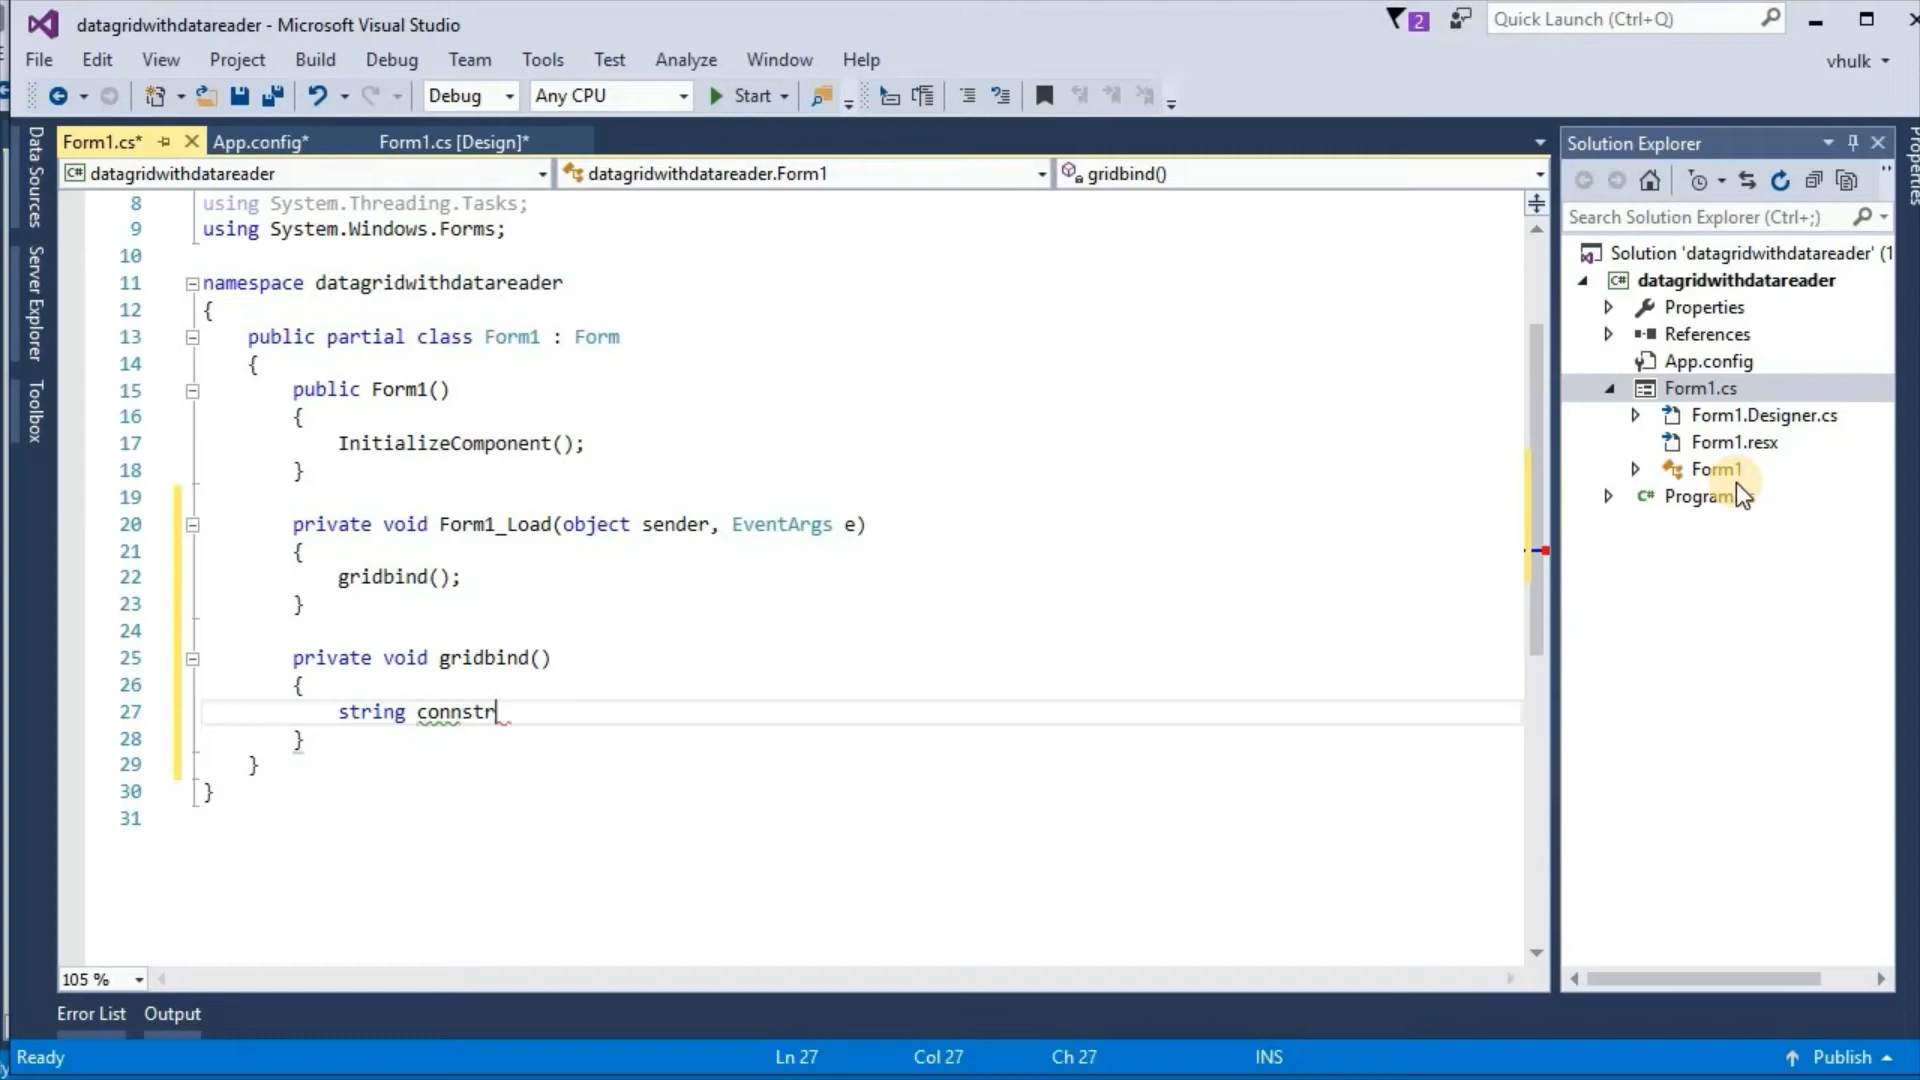 datagridwithdatareader - Microsoft Visual Studio
2
Quick Launch (Ctrl+Q)
File Edit View Project Build Debug Team Tools Test Analyze Window Help
vhulk
Debug Any CPU Start
Form1.cs* App.config* Form1.cs [Design]*
datagridwithdatareader datagridwithdatareader.Form1 gridbind()
Data Sources
Server Explorer
Toolbox
8 using System.Threading.Tasks;
9 using System.Windows.Forms;
10
11 namespace datagridwithdatareader
12 {
13 public partial class Form1 : Form
14 {
15 public Form1()
16 {
17 InitializeComponent();
18 }
19
20 private void Form1_Load(object sender, EventArgs e)
21 {
22 gridbind();
23 }
24
25 private void gridbind()
26 {
27 string connstr
28 }
29 }
30 }
31
105 %
Solution Explorer
Search Solution Explorer (Ctrl+;)
Solution 'datagridwithdatareader' (1
datagridwithdatareader
Properties
References
App.config
Form1.cs
Form1.Designer.cs
Form1.resx
Form1
Program
Properties
Error List Output
Ready Ln 27 Col 27 Ch 27 INS Publish